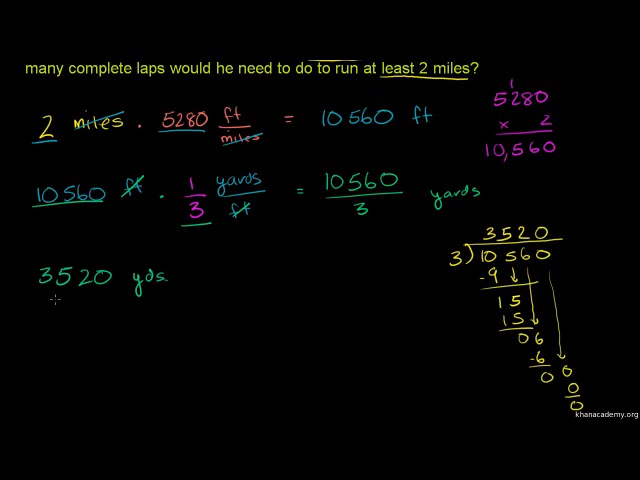 many complete laps would he need to do to run at least 2 miles?
2 miles · 5280 ft/miles = 10560 ft
5280
x 2
10,560
10560 ft · 1/3 yards/ft = 10560/3 yards
3520
3)10560
-9
15
15
06
-6
0 0
0
0
3520 yds.
khanacademy.org